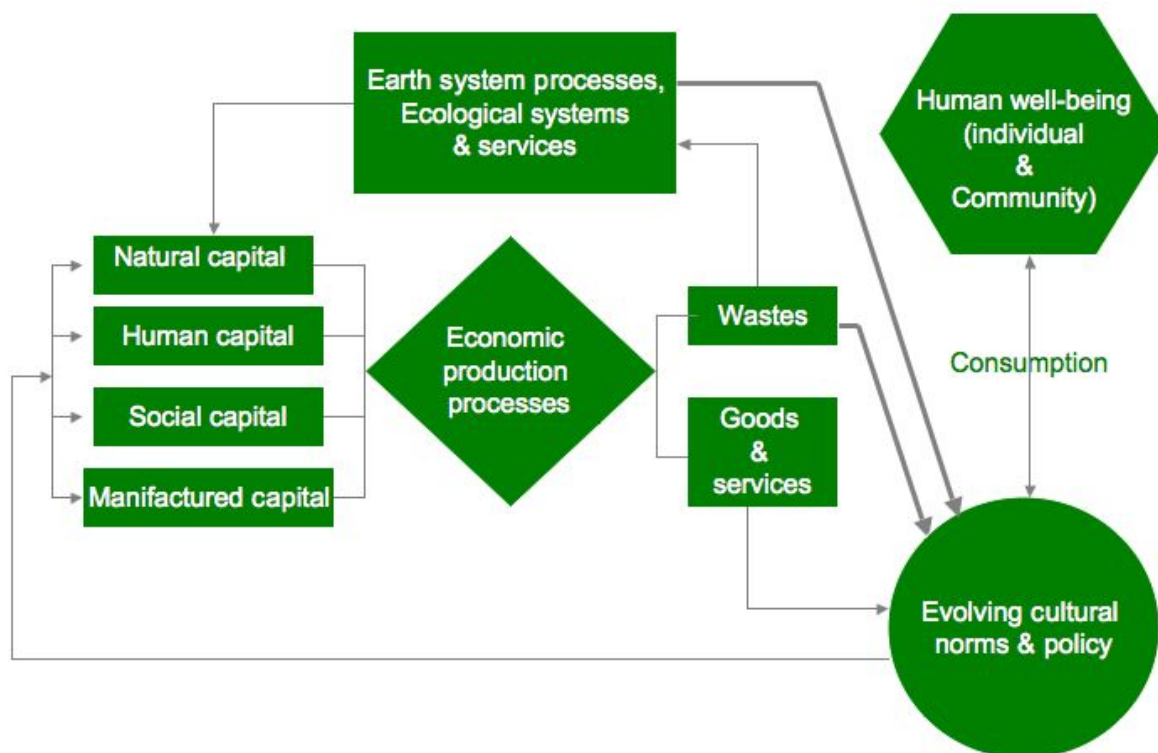 Earth system processes,
Ecological systems
& services
Human well-being
(individual
&
Community)
Natural capital
Human capital
Social capital
Manifactured capital
Economic
production
processes
Wastes
Goods
&
services
Consumption
Evolving cultural
norms & policy